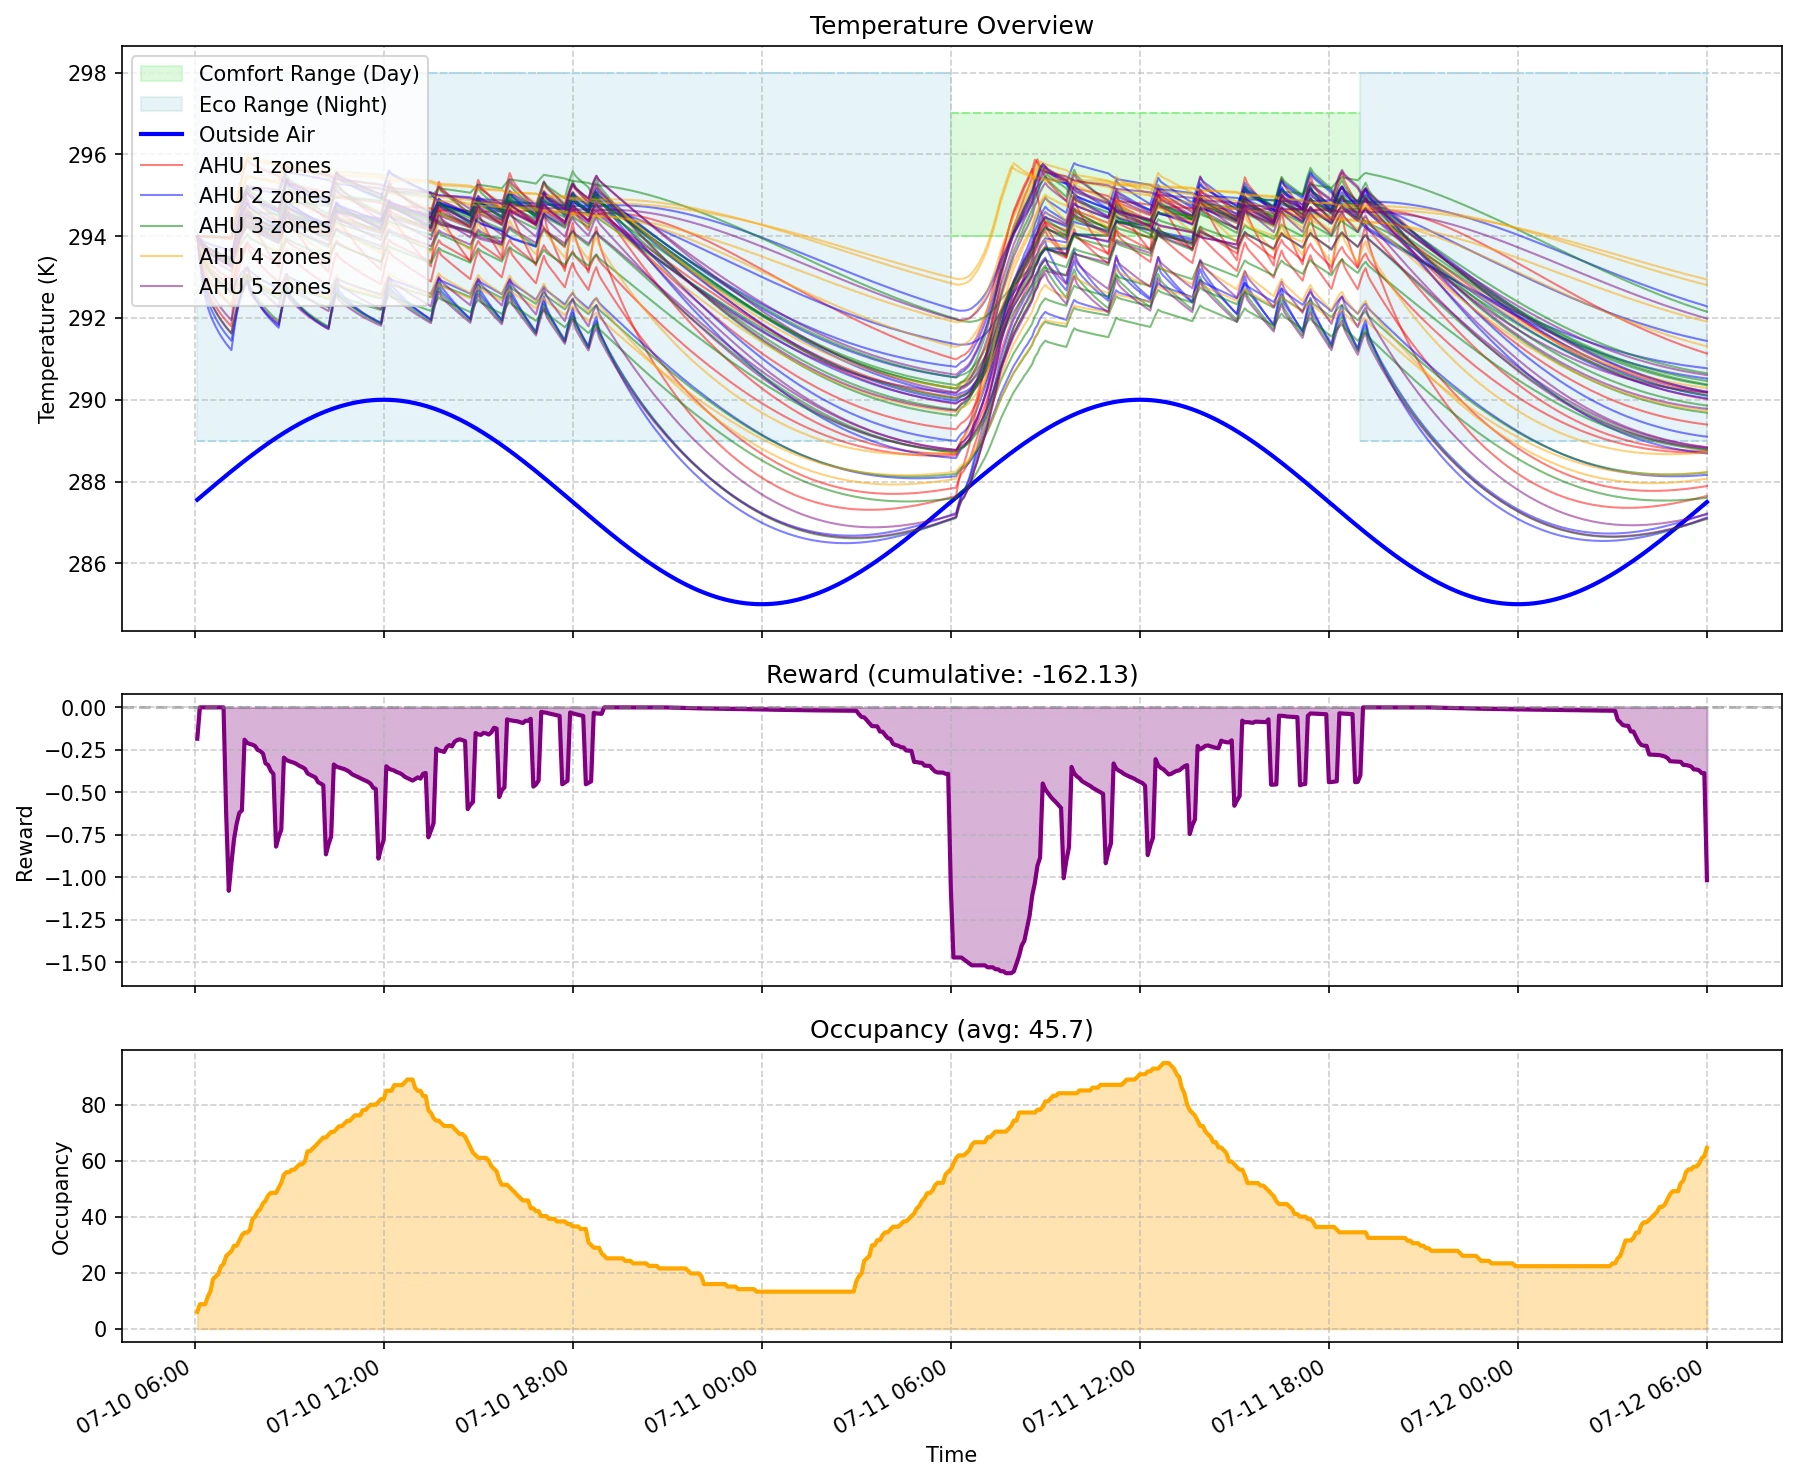 Temperature Overview
298
296
294
292
290
288
286
Temperature (K)
Comfort Range (Day)
Eco Range (Night)
Outside Air
AHU 1 zones
AHU 2 zones
AHU 3 zones
AHU 4 zones
AHU 5 zones
Reward (cumulative: -162.13)
0.00
−0.25
−0.50
−0.75
−1.00
−1.25
−1.50
Reward
Occupancy (avg: 45.7)
80
60
40
20
0
Occupancy
07-10 06:00
07-10 12:00
07-10 18:00
07-11 00:00
07-11 06:00
07-11 12:00
07-11 18:00
07-12 00:00
07-12 06:00
Time